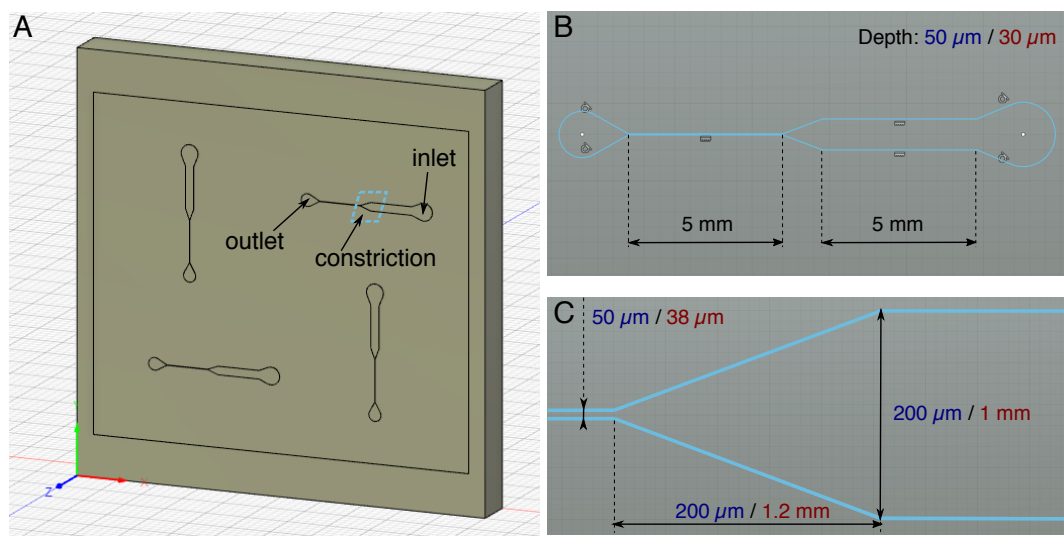 A
inlet
outlet
constriction
Y
X
Z
B
Depth: 50 µm / 30 µm
5 mm
5 mm
C
50 µm / 38 µm
200 µm / 1 mm
200 µm / 1.2 mm